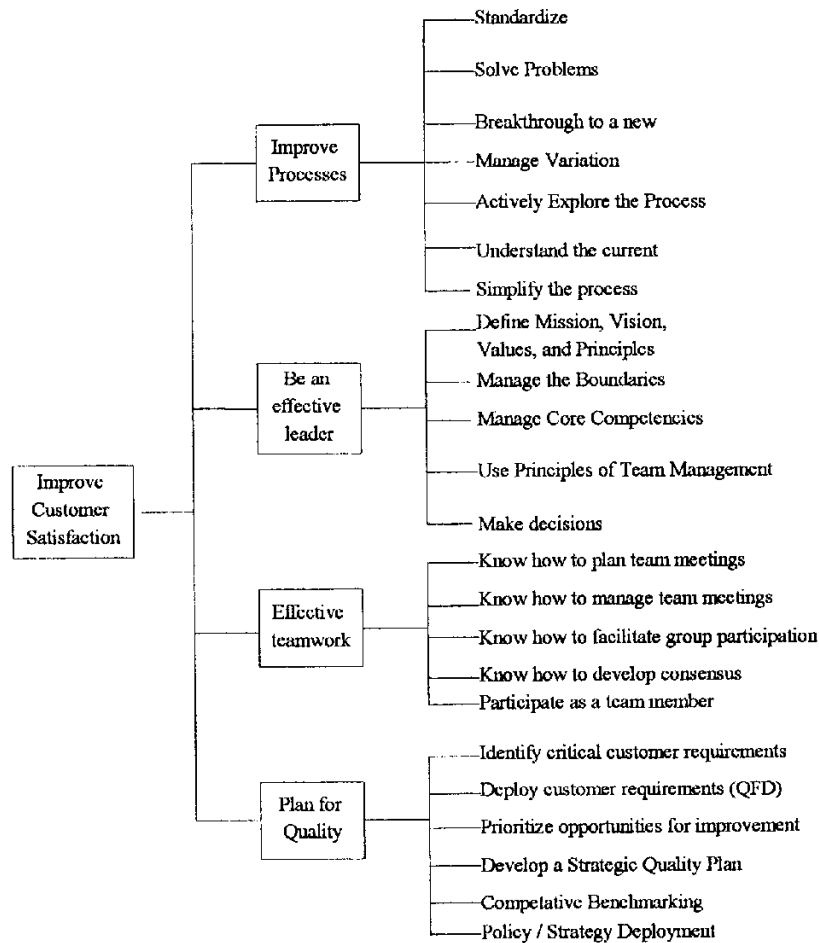 Standardize
Solve Problems
Breakthrough to a new
Improve
Processes
Manage Variation
Actively Explore the Process
Understand the current
Simplify the process
Define Mission, Vision,
Values, and Principles
Be an
effective
leader
Manage the Boundaries
Manage Core Competencies
Improve
Customer
Satisfaction
Use Principles of Team Management
Make decisions
Know how to plan team meetings
Effective
teamwork
Know how to manage team meetings
Know how to facilitate group participation
Know how to develop consensus
Participate as a team member
Identify critical customer requirements
Plan for
Quality
Deploy customer requirements (QFD)
Prioritize opportunities for improvement
Develop a Strategic Quality Plan
Competative Benchmarking
Policy / Strategy Deployment